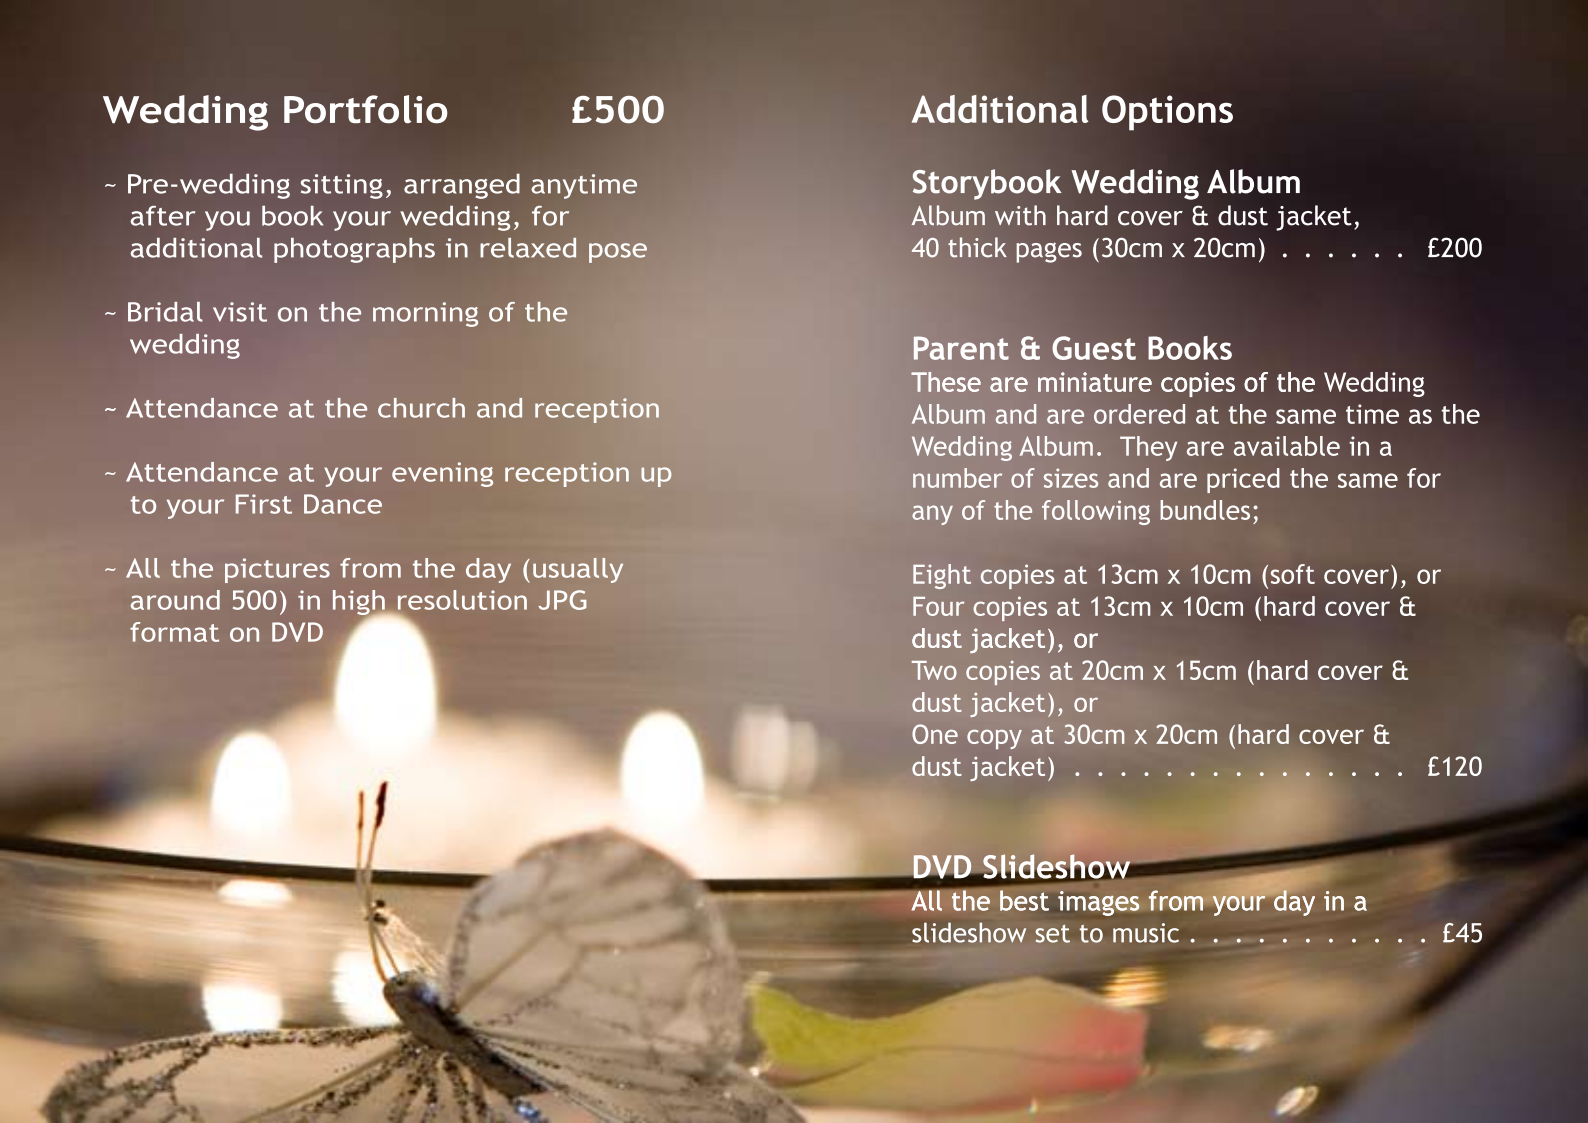 Wedding Portfolio £500
~ Pre-wedding sitting, arranged anytime
after you book your wedding, for
additional photographs in relaxed pose
~ Bridal visit on the morning of the
wedding
~ Attendance at the church and reception
~ Attendance at your evening reception up
to your First Dance
~ All the pictures from the day (usually
around 500) in high resolution JPG
format on DVD
Additional Options
Storybook Wedding Album
Album with hard cover & dust jacket,
40 thick pages (30cm x 20cm) . . . . . . £200
Parent & Guest Books
These are miniature copies of the Wedding
Album and are ordered at the same time as the
Wedding Album. They are available in a
number of sizes and are priced the same for
any of the following bundles;
Eight copies at 13cm x 10cm (soft cover), or
Four copies at 13cm x 10cm (hard cover &
dust jacket), or
Two copies at 20cm x 15cm (hard cover &
dust jacket), or
One copy at 30cm x 20cm (hard cover &
dust jacket) . . . . . . . . . . . . . . . £120
DVD Slideshow
All the best images from your day in a
slideshow set to music . . . . . . . . . . . £45